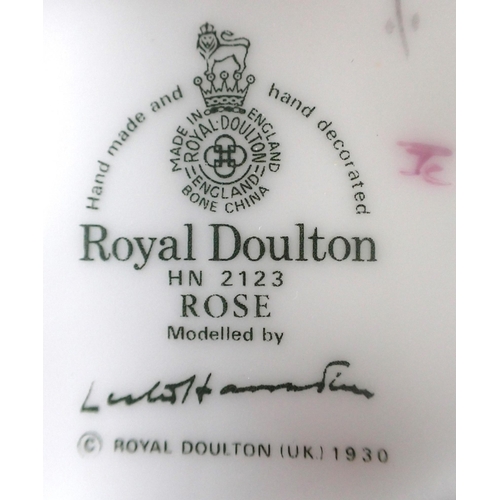 Hand made and hand decorated
MADE IN ENGLAND
ROYAL·DOULTON
ENGLAND
BONE CHINA
Royal Doulton
HN 2123
ROSE
Modelled by
© ROYAL DOULTON (UK) 1930